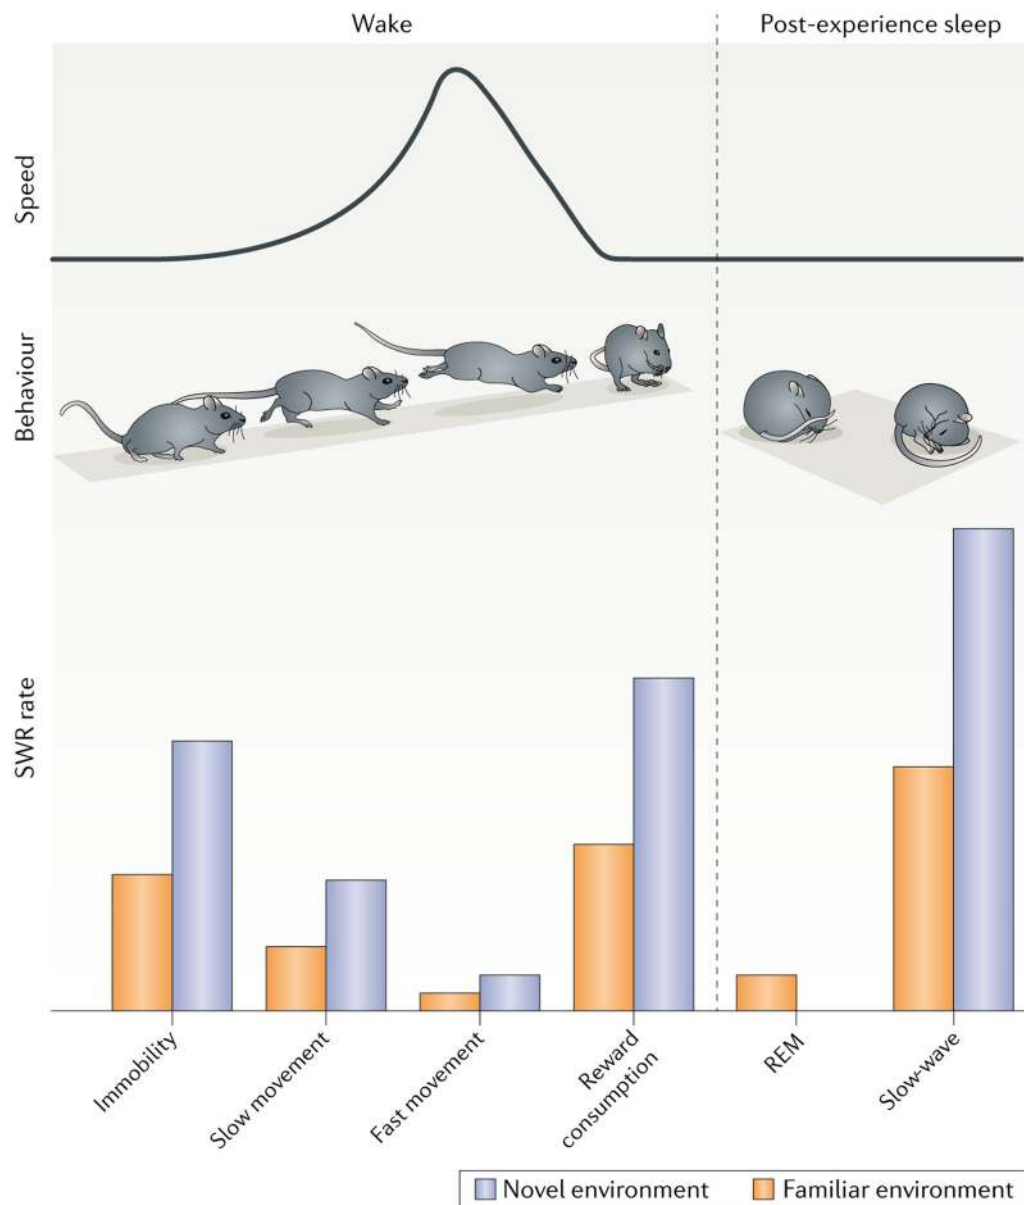 Wake
Post-experience sleep
Speed
Behaviour
SWR rate
Immobility
Slow movement
Fast movement
Reward
consumption
REM
Slow-wave
Novel environment
Familiar environment